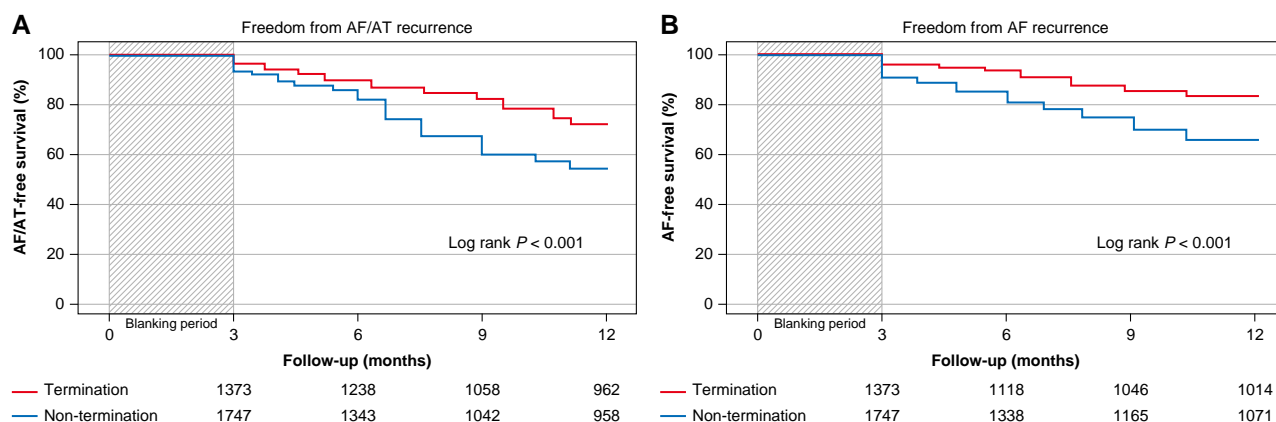 A
Freedom from AF/AT recurrence
AF/AT-free survival (%)
100
80
60
40
20
0
Log rank P < 0.001
Blanking period
0 3 6 9 12
Follow-up (months)
Termination 1373 1238 1058 962
Non-termination 1747 1343 1042 958
B
Freedom from AF recurrence
AF-free survival (%)
100
80
60
40
20
0
Log rank P < 0.001
Blanking period
0 3 6 9 12
Follow-up (months)
Termination 1373 1118 1046 1014
Non-termination 1747 1338 1165 1071